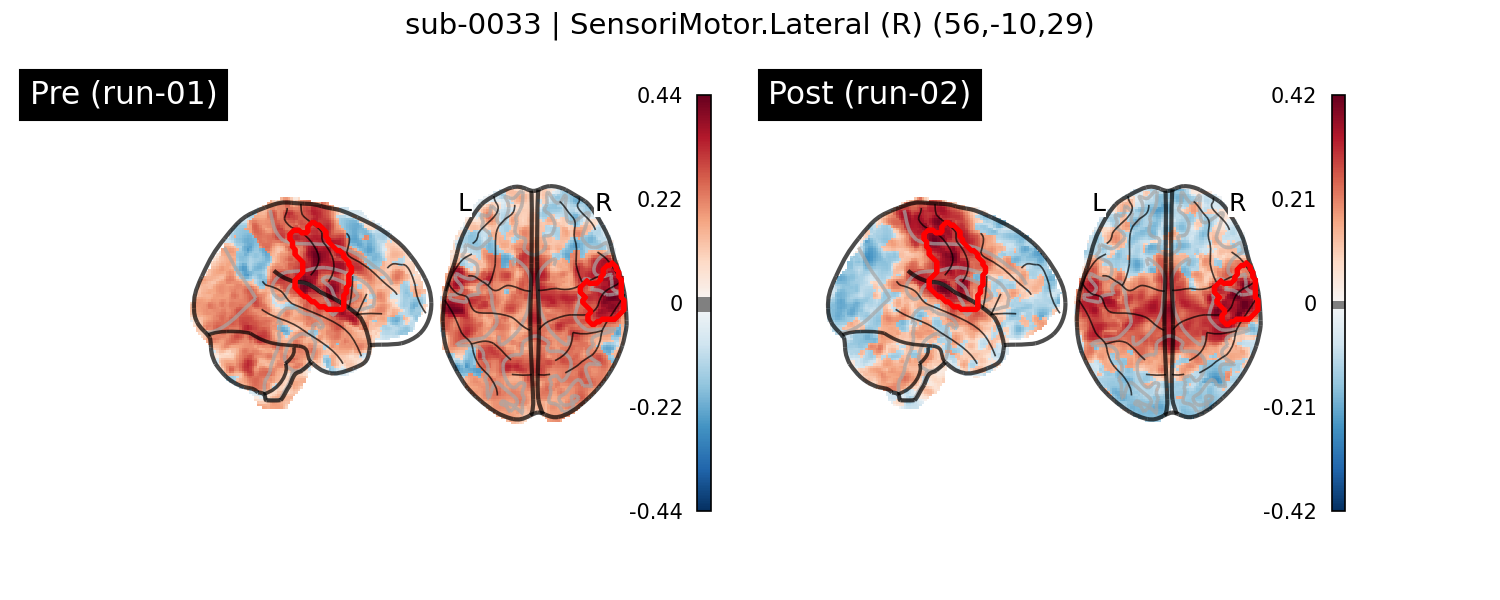 sub-0033 | SensoriMotor.Lateral (R) (56,-10,29)
Pre (run-01)
0.44
0.22
0
-0.22
-0.44
L
R
Post (run-02)
0.42
0.21
0
-0.21
-0.42
L
R